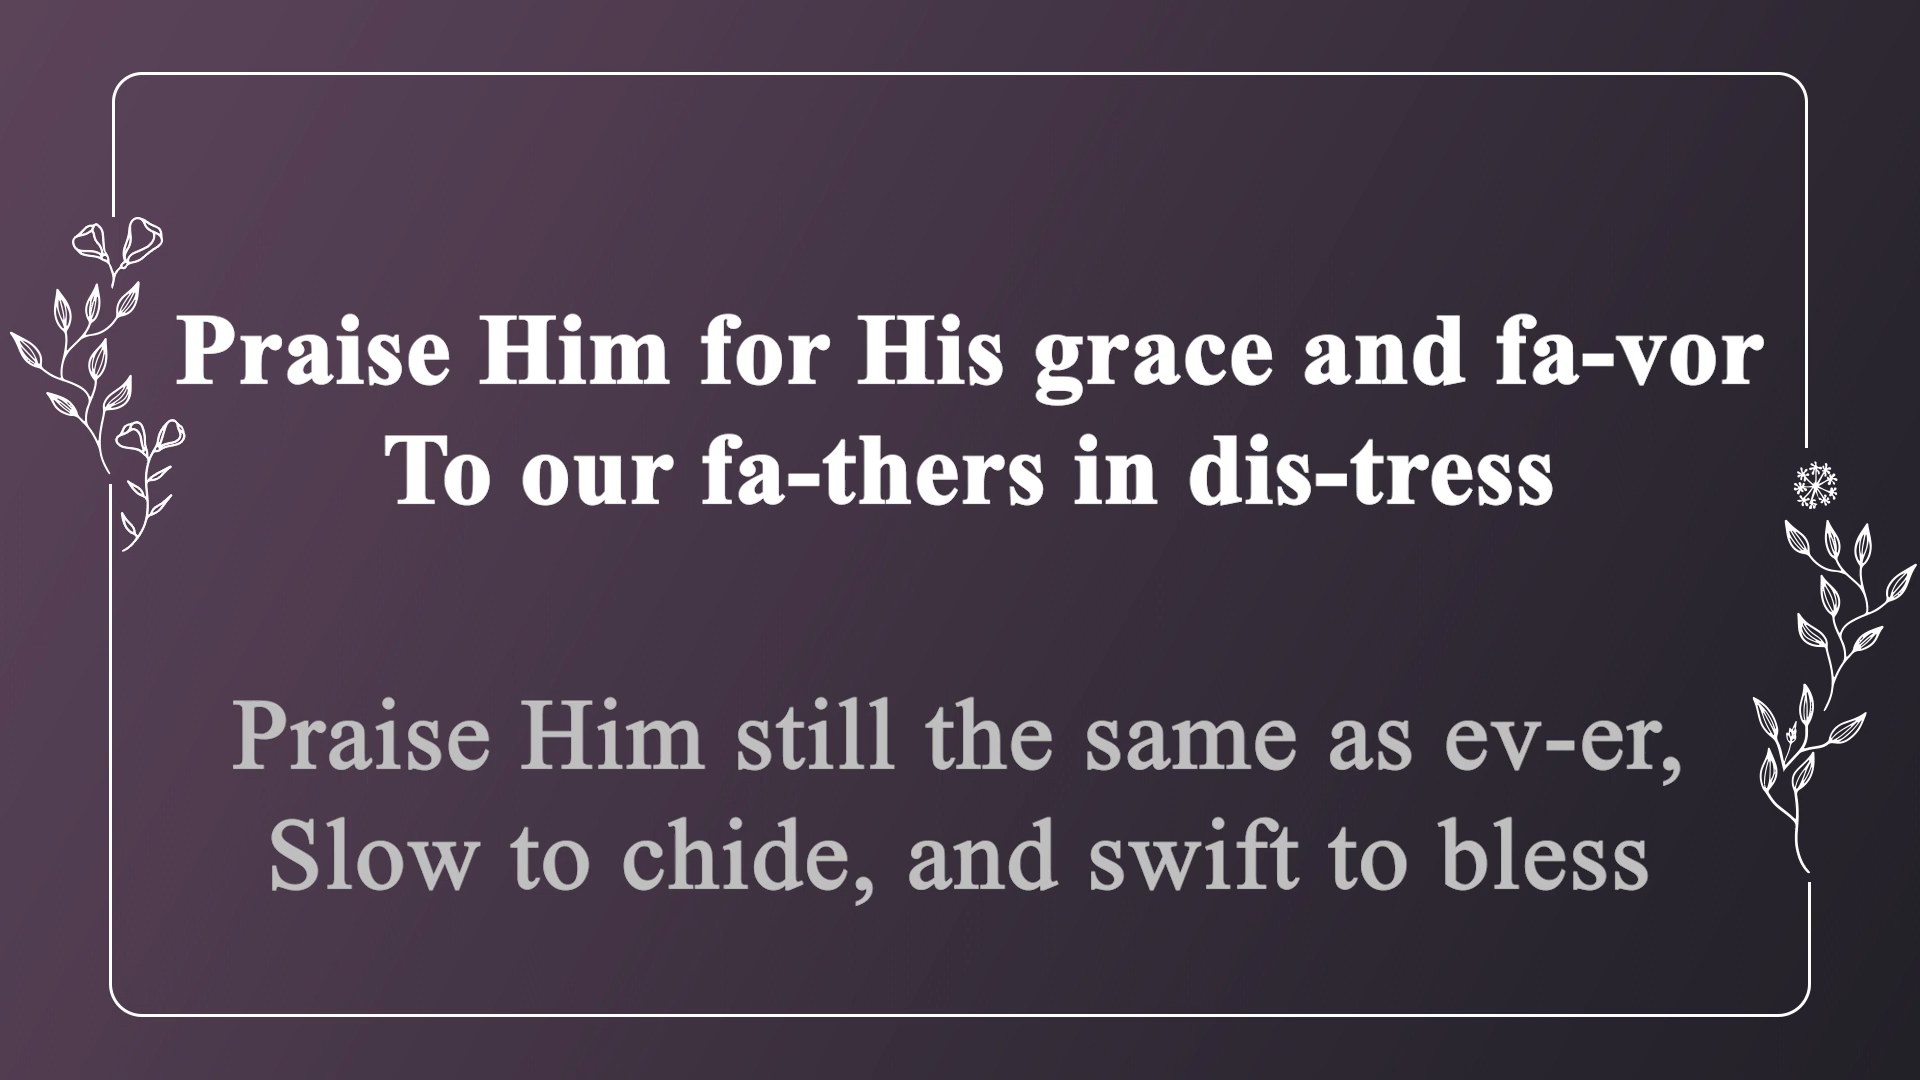 Praise Him for His grace and fa-vor
To our fa-thers in dis-tress
Praise Him still the same as ev-er,
Slow to chide, and swift to bless